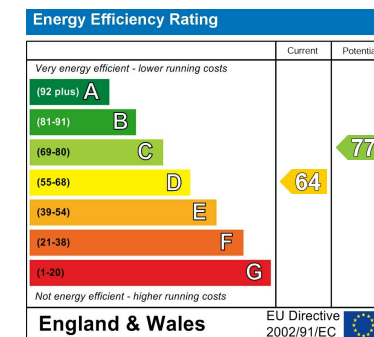 Energy Efficiency Rating
Current Potentia
Very energy efficient - lower running costs
(92 plus) A
(81-91) B
(69-80) C
77
(55-68) D
64
(39-54) E
(21-38) F
(1-20) G
Not energy efficient - higher running costs
England & Wales
EU Directive
2002/91/EC